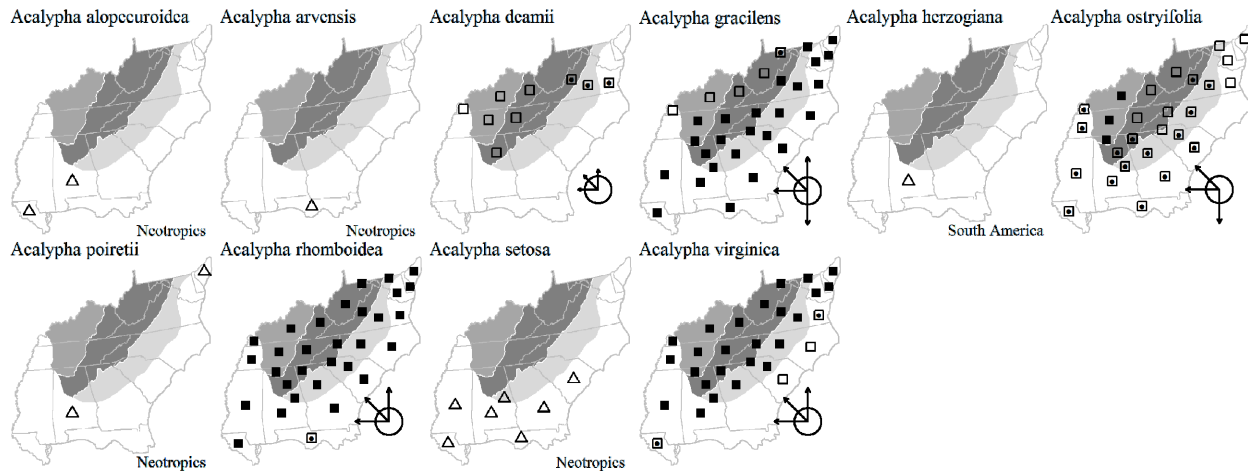 Acalypha alopecuroidea
Acalypha arvensis
Acalypha deamii
Acalypha gracilens
Acalypha herzogiana
Acalypha ostryifolia
Neotropics
Neotropics
South America
Acalypha poiretii
Acalypha rhomboidea
Acalypha setosa
Acalypha virginica
Neotropics
Neotropics